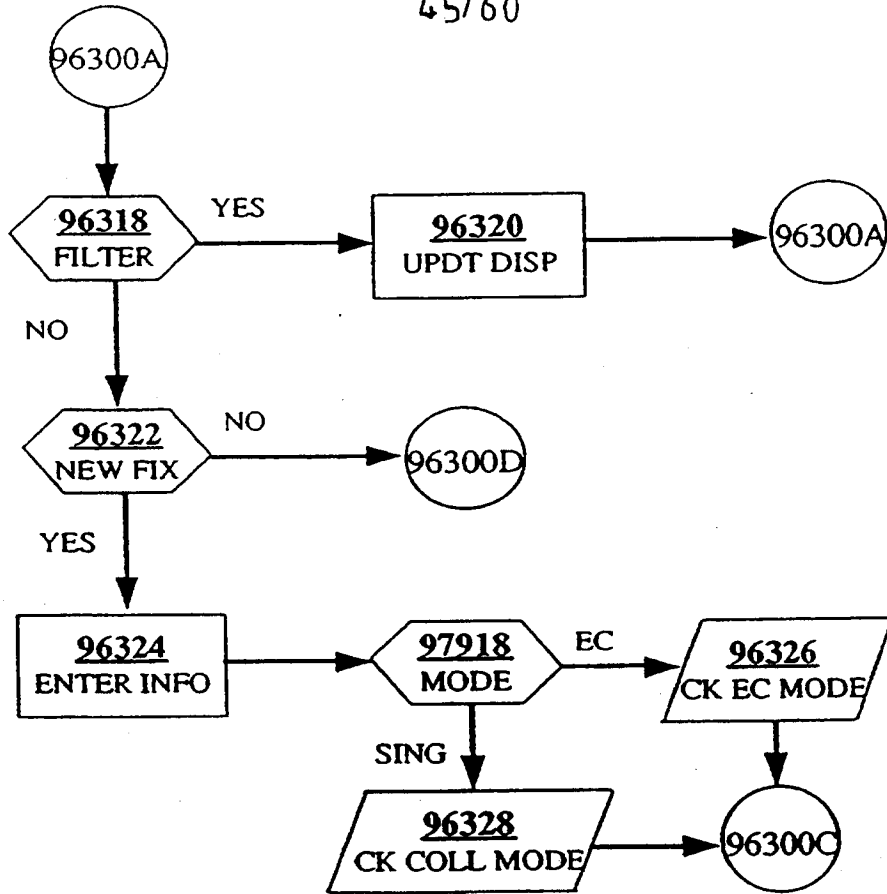 45/60
96300A
96318
FILTER
YES
96320
UPDT DISP
96300A
NO
96322
NEW FIX
NO
96300D
YES
96324
ENTER INFO
97918
MODE
EC
96326
CK EC MODE
SING
96328
CK COLL MODE
96300C